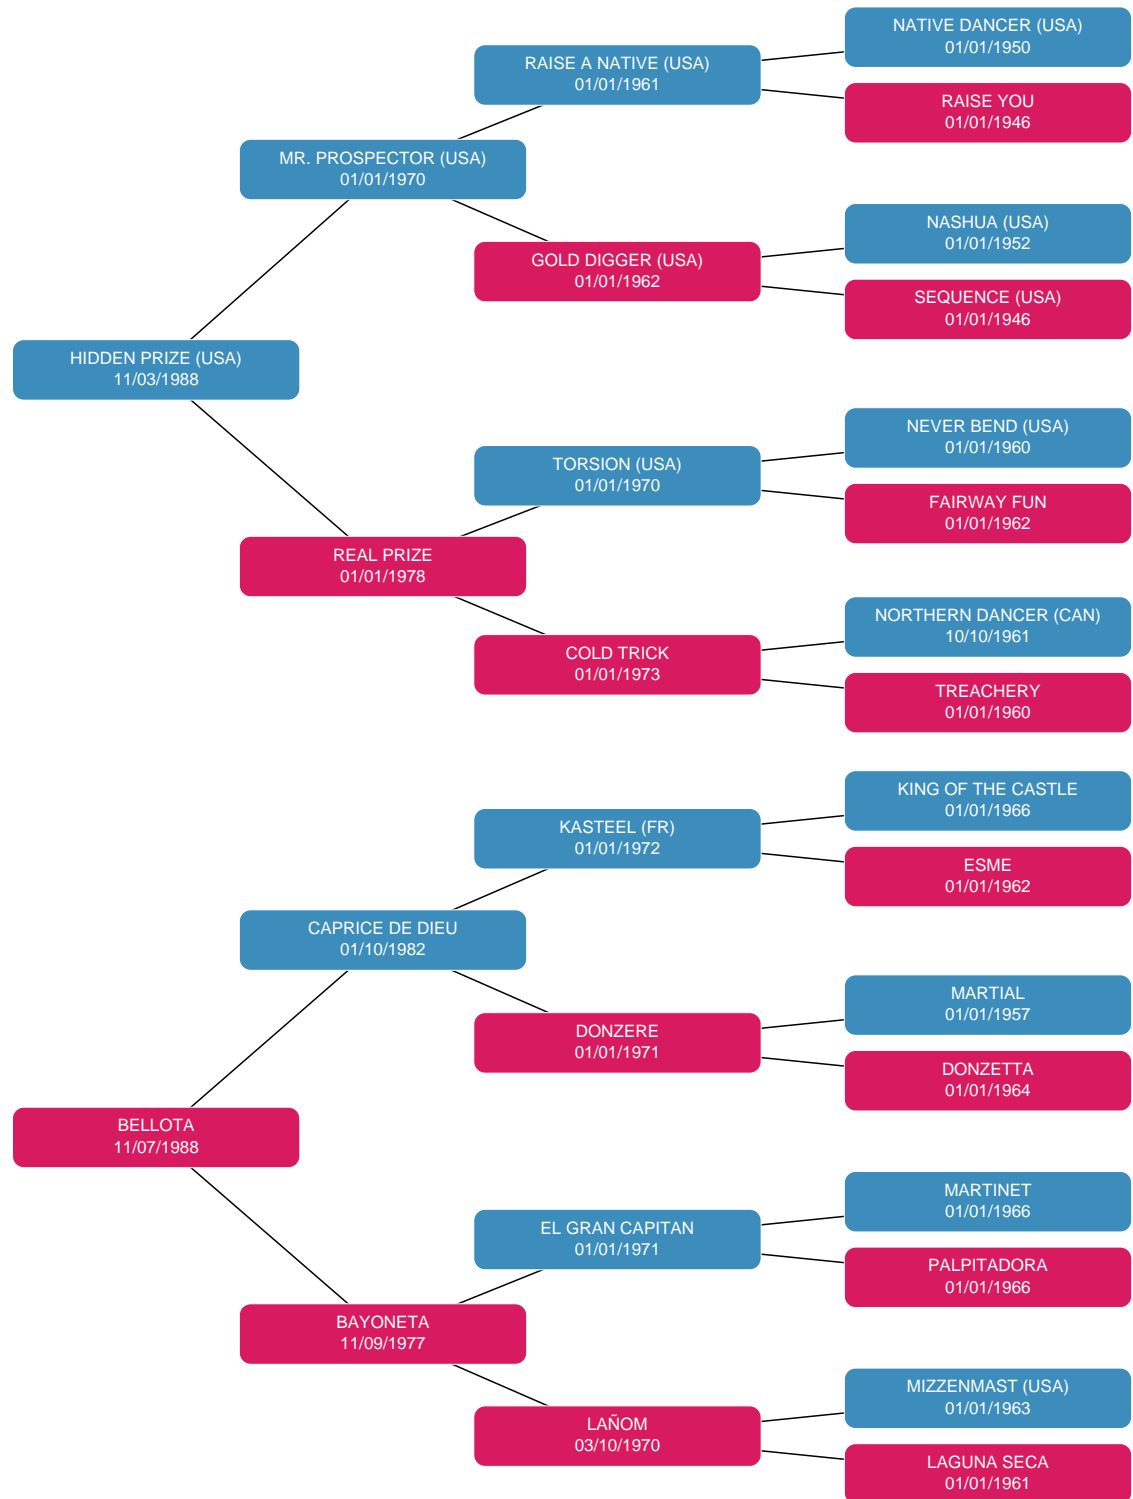 NATIVE DANCER (USA)
01/01/1950
RAISE A NATIVE (USA)
01/01/1961
RAISE YOU
01/01/1946
MR. PROSPECTOR (USA)
01/01/1970
NASHUA (USA)
01/01/1952
GOLD DIGGER (USA)
01/01/1962
SEQUENCE (USA)
01/01/1946
HIDDEN PRIZE (USA)
11/03/1988
NEVER BEND (USA)
01/01/1960
TORSION (USA)
01/01/1970
FAIRWAY FUN
01/01/1962
REAL PRIZE
01/01/1978
NORTHERN DANCER (CAN)
10/10/1961
COLD TRICK
01/01/1973
TREACHERY
01/01/1960
KING OF THE CASTLE
01/01/1966
KASTEEL (FR)
01/01/1972
ESME
01/01/1962
CAPRICE DE DIEU
01/10/1982
MARTIAL
01/01/1957
DONZERE
01/01/1971
DONZETTA
01/01/1964
BELLOTA
11/07/1988
MARTINET
01/01/1966
EL GRAN CAPITAN
01/01/1971
PALPITADORA
01/01/1966
BAYONETA
11/09/1977
MIZZENMAST (USA)
01/01/1963
LAÑOM
03/10/1970
LAGUNA SECA
01/01/1961